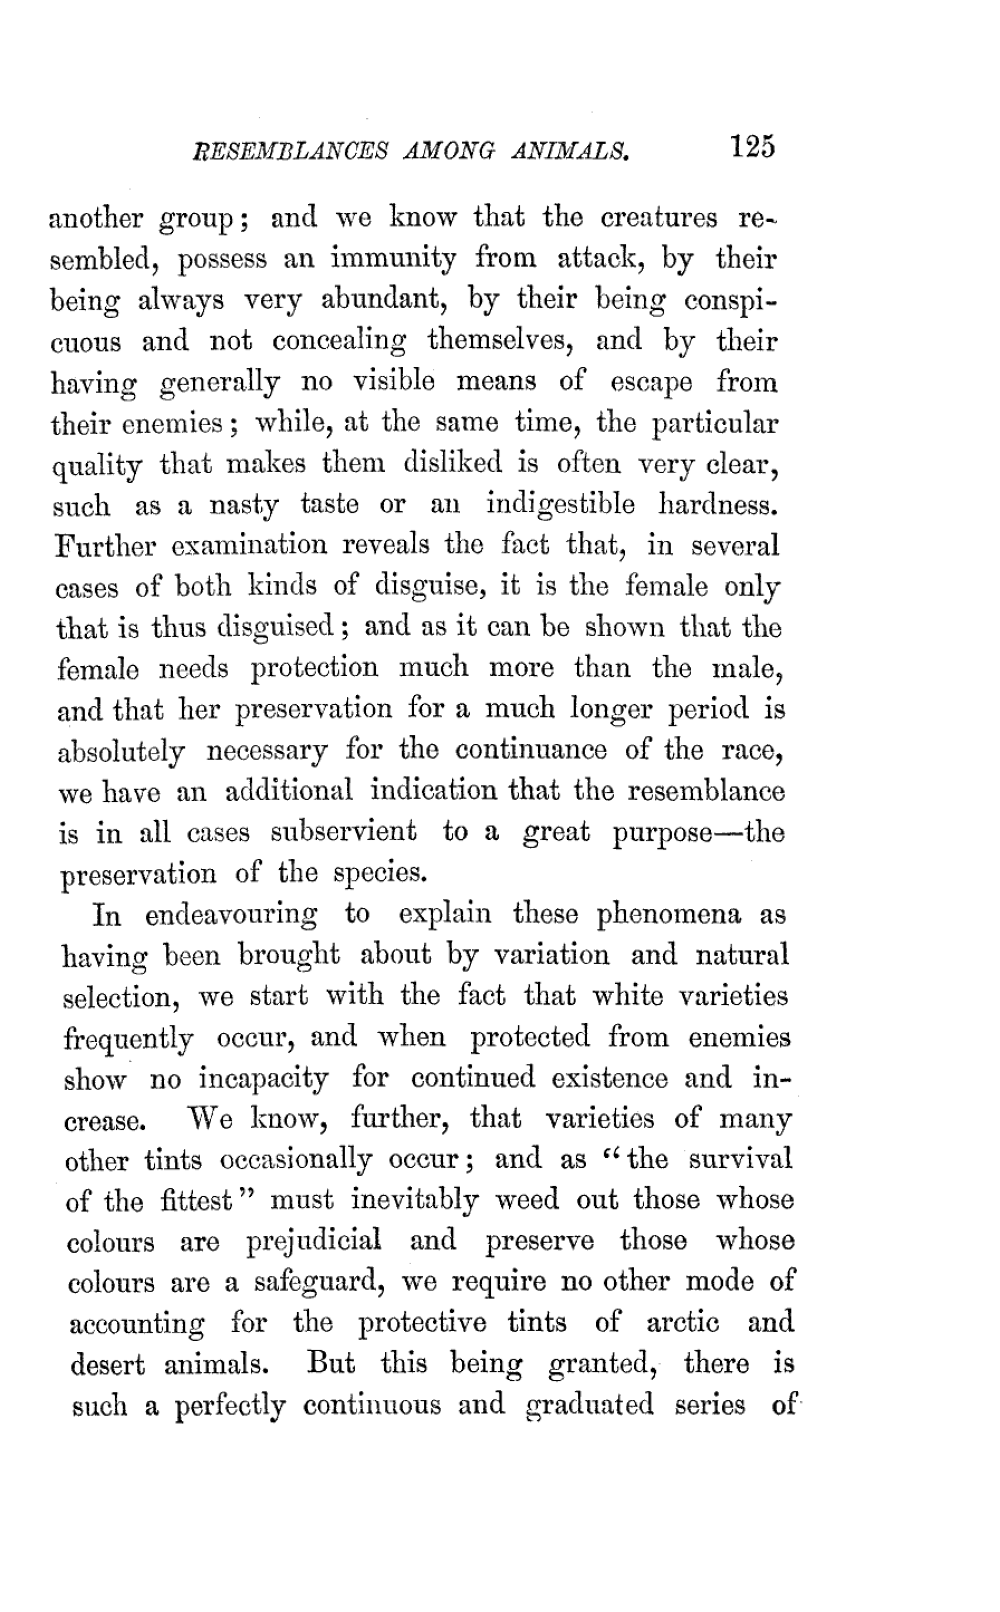 RESEMBLANCES AMONG ANIMALS. 125
another group; and we know that the creatures re-
sembled, possess an immunity from attack, by their
being always very abundant, by their being conspi-
cuous and not concealing themselves, and by their
having generally no visible means of escape from
their enemies; while, at the same time, the particular
quality that makes them disliked is often very clear,
such as a nasty taste or an indigestible hardness.
Further examination reveals the fact that, in several
cases of both kinds of disguise, it is the female only
that is thus disguised; and as it can be shown that the
female needs protection much more than the male,
and that her preservation for a much longer period is
absolutely necessary for the continuance of the race,
we have an additional indication that the resemblance
is in all cases subservient to a great purpose—the
preservation of the species.
In endeavouring to explain these phenomena as
having been brought about by variation and natural
selection, we start with the fact that white varieties
frequently occur, and when protected from enemies
show no incapacity for continued existence and in-
crease. We know, further, that varieties of many
other tints occasionally occur; and as “the survival
of the fittest” must inevitably weed out those whose
colours are prejudicial and preserve those whose
colours are a safeguard, we require no other mode of
accounting for the protective tints of arctic and
desert animals. But this being granted, there is
such a perfectly continuous and graduated series of